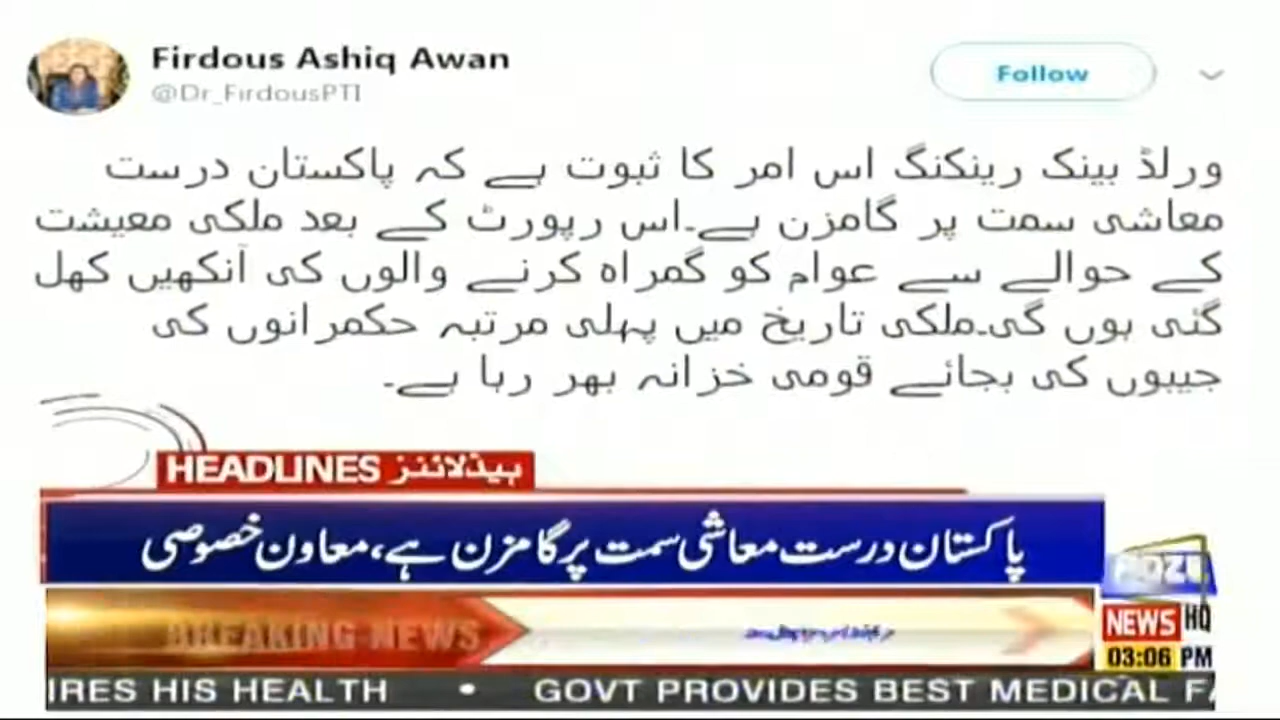 Firdous Ashiq Awan
@Dr_FirdousPTI
Follow
ورلڈ بینک رینکنگ اس امر کا ثبوت ہے کہ پاکستان درست
معاشی سمت پر گامزن ہے۔اس رپورٹ کے بعد ملکی معیشت
کے حوالے سے عوام کو گمراہ کرنے والوں کی آنکھیں کھل
گئی ہوں گی۔ملکی تاریخ میں پہلی مرتبہ حکمرانوں کی
جیبوں کی بجائے قومی خزانہ بھر رہا ہے۔
HEADLINES ہیڈلائنز
پاکستان درست معاشی سمت پر گامزن ہے، معاون خصوصی
BREAKING NEWS
NEWS HQ
03:06 PM
IRES HIS HEALTH • GOVT PROVIDES BEST MEDICAL FA